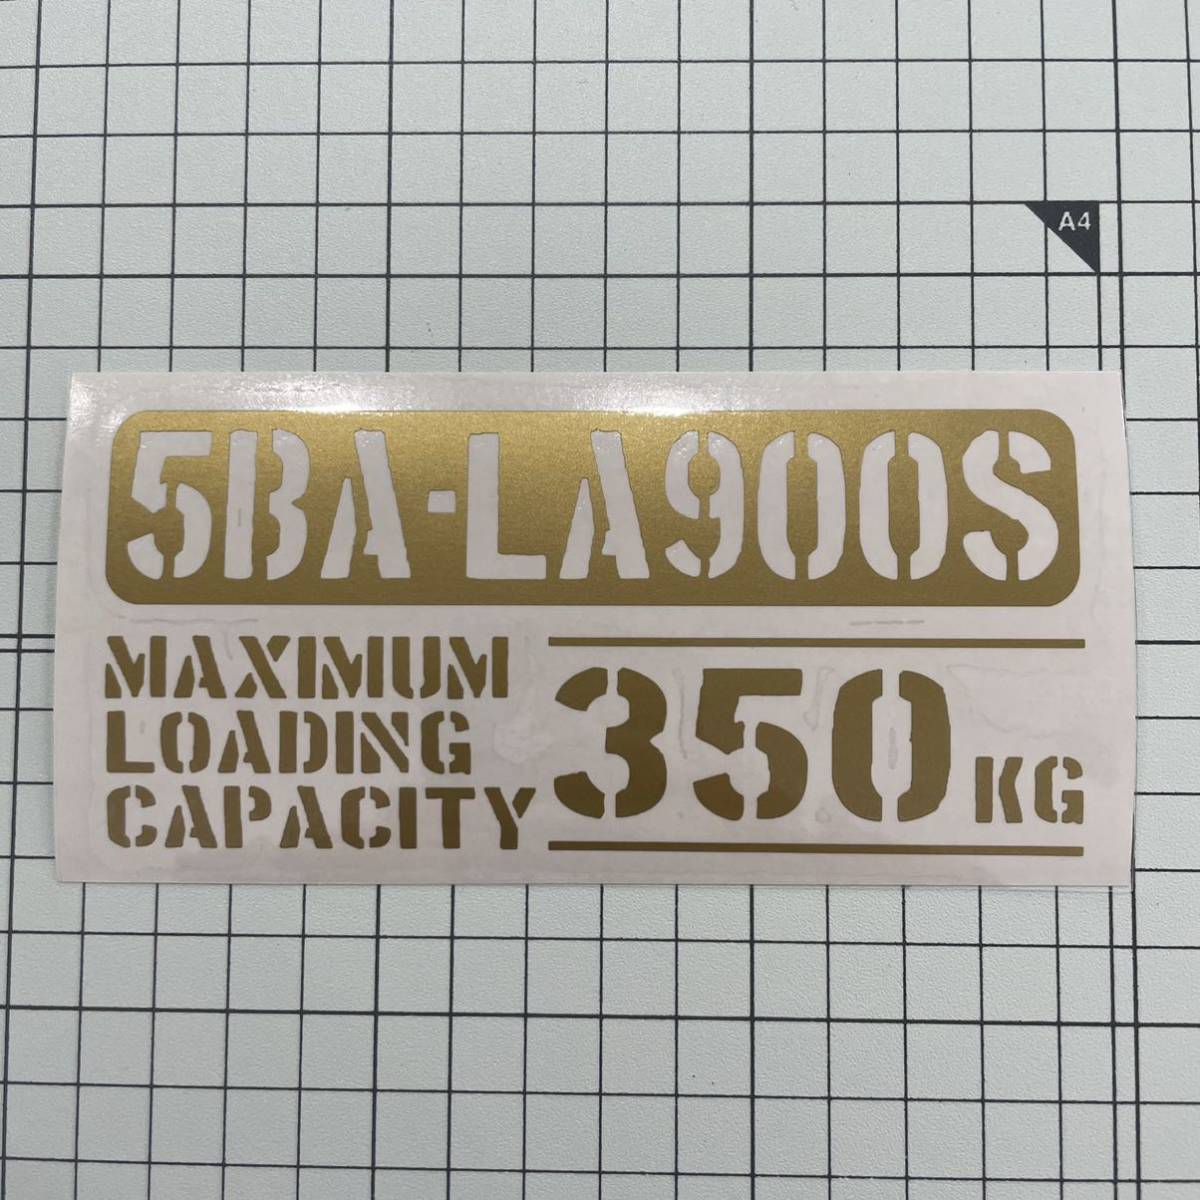 A4
5BA-LA900S
MAXIMUM
LOADING
CAPACITY
350 KG